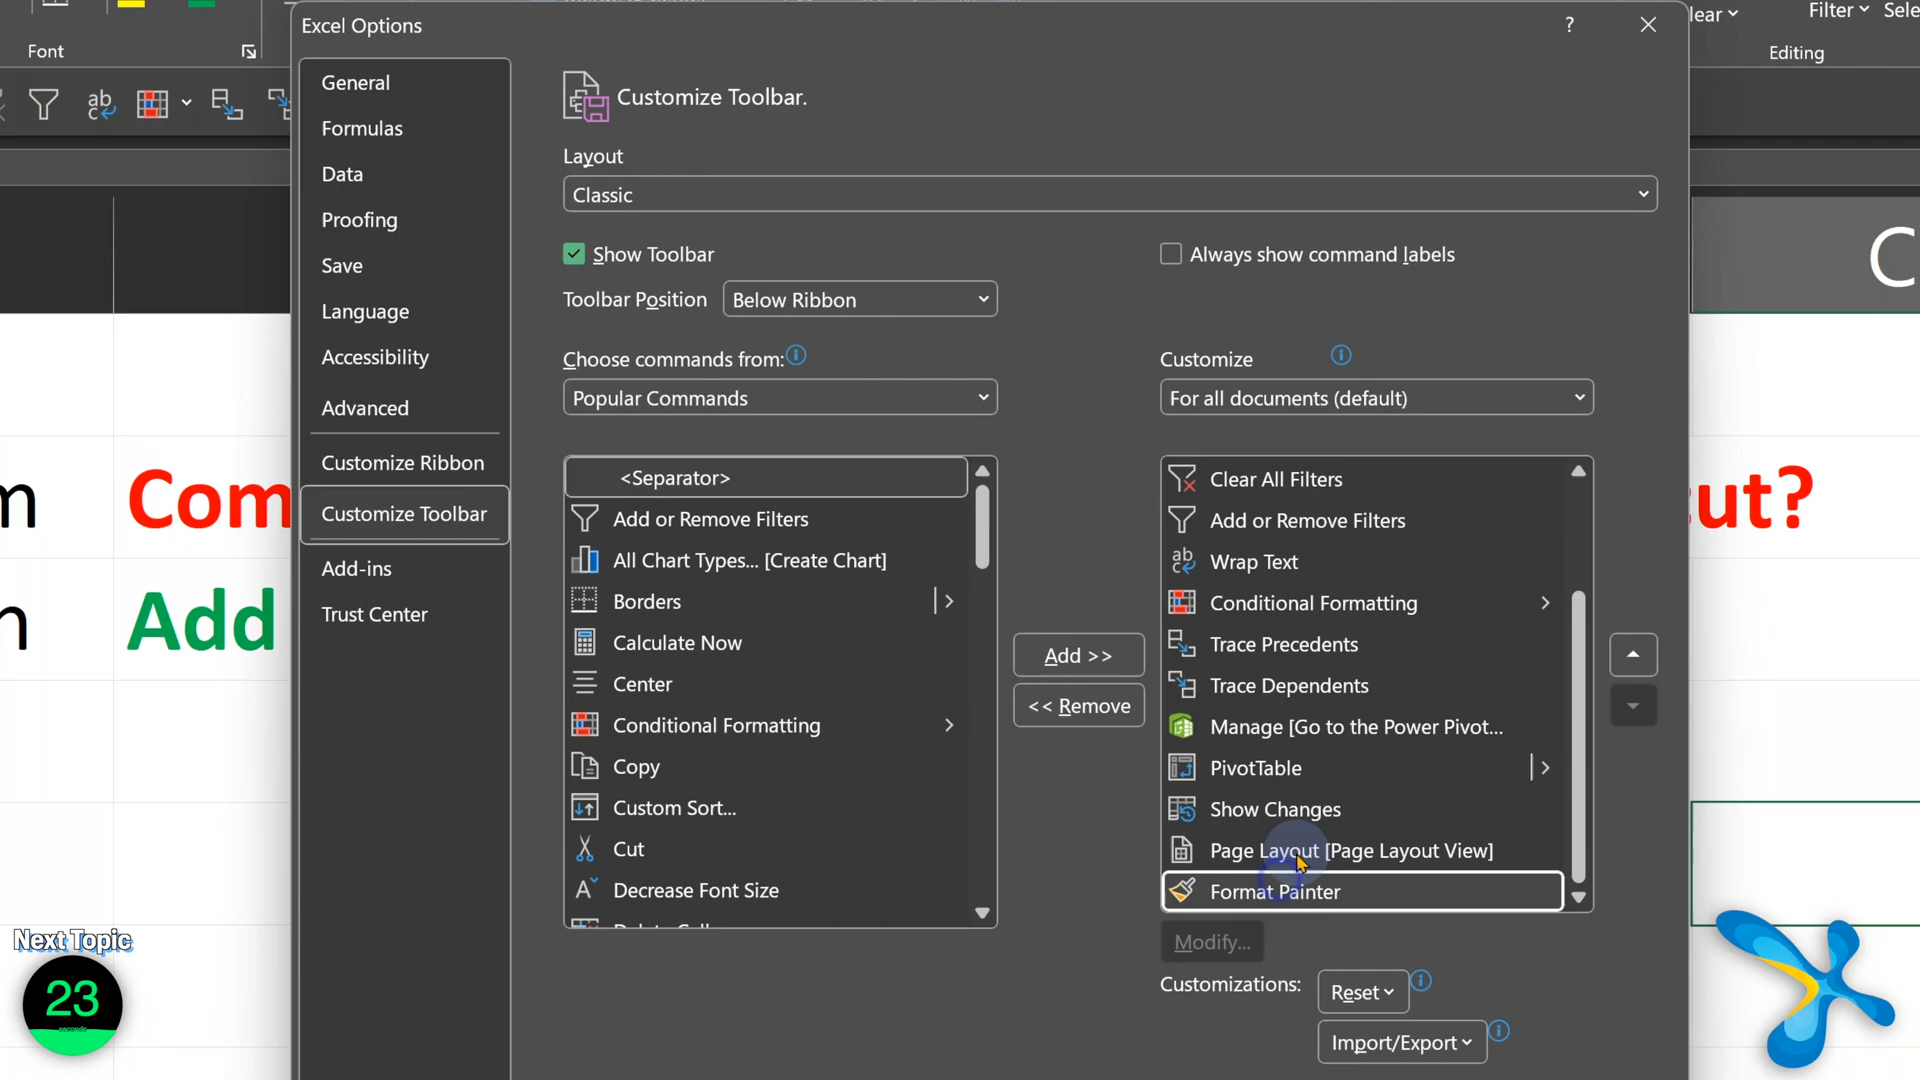 Excel Options
?
lear
Filter
Sele
Font
Editing
General
Formulas
Data
Proofing
Save
Language
Accessibility
Advanced
Customize Ribbon
Customize Toolbar
Add-ins
Trust Center
Customize Toolbar.
Layout
Classic
Show Toolbar
Always show command labels
Toolbar Position
Below Ribbon
Choose commands from:
Popular Commands
Customize
For all documents (default)
<Separator>
Add or Remove Filters
All Chart Types... [Create Chart]
Borders
Calculate Now
Center
Conditional Formatting
Copy
Custom Sort...
Cut
Decrease Font Size
Add >>
<< Remove
Clear All Filters
Add or Remove Filters
Wrap Text
Conditional Formatting
Trace Precedents
Trace Dependents
Manage [Go to the Power Pivot...
PivotTable
Show Changes
Page Layout [Page Layout View]
Format Painter
Modify...
Customizations:
Reset
Import/Export
C
m
Com
cut?
n
Add
Next Topic
23
seconds